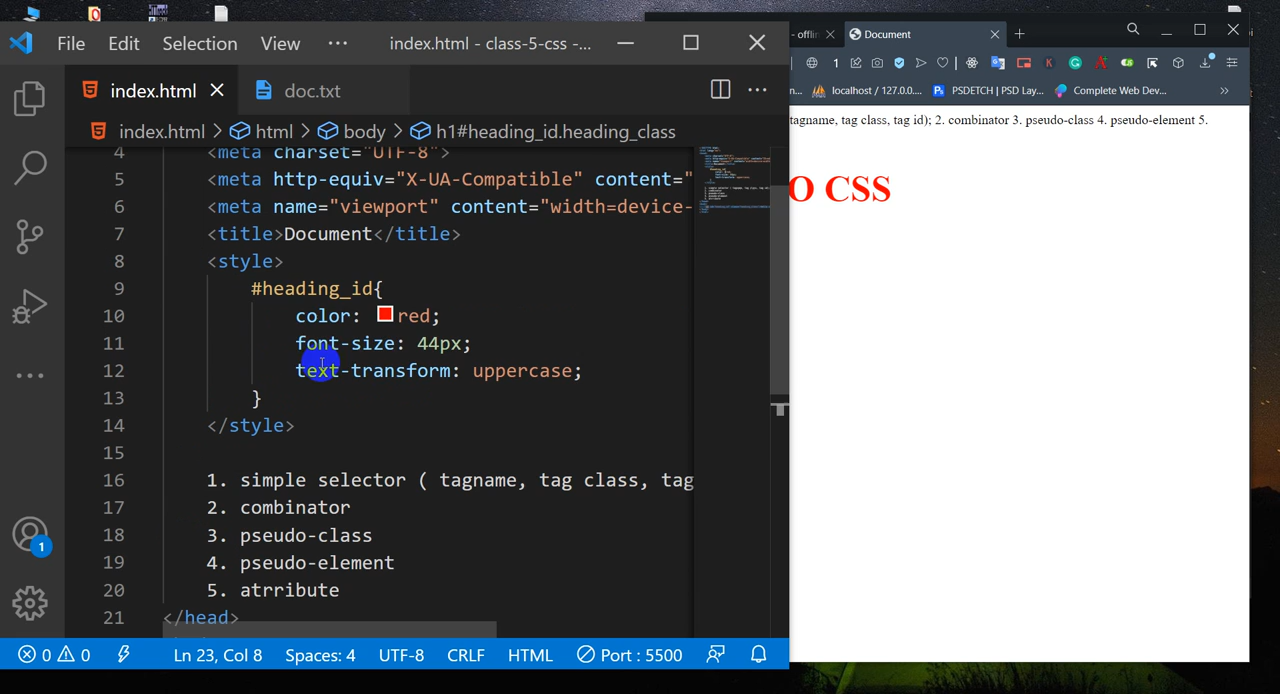 File Edit Selection View ··· index.html - class-5-css -...
index.html doc.txt
index.html > html > body > h1#heading_id.heading_class
4 <meta charset="UTF-8">
5 <meta http-equiv="X-UA-Compatible" content="
6 <meta name="viewport" content="width=device-
7 <title>Document</title>
8 <style>
9 #heading_id{
10 color: red;
11 font-size: 44px;
12 text-transform: uppercase;
13 }
14 </style>
15
16 1. simple selector ( tagname, tag class, tag
17 2. combinator
18 3. pseudo-class
19 4. pseudo-element
20 5. atrribute
21 </head>
1
0 0 Ln 23, Col 8 Spaces: 4 UTF-8 CRLF HTML Port : 5500
- offlin Document
1
n... localhost / 127.0.0.... PSDETCH | PSD Lay... Complete Web Dev... »
tagname, tag class, tag id); 2. combinator 3. pseudo-class 4. pseudo-element 5.
O CSS